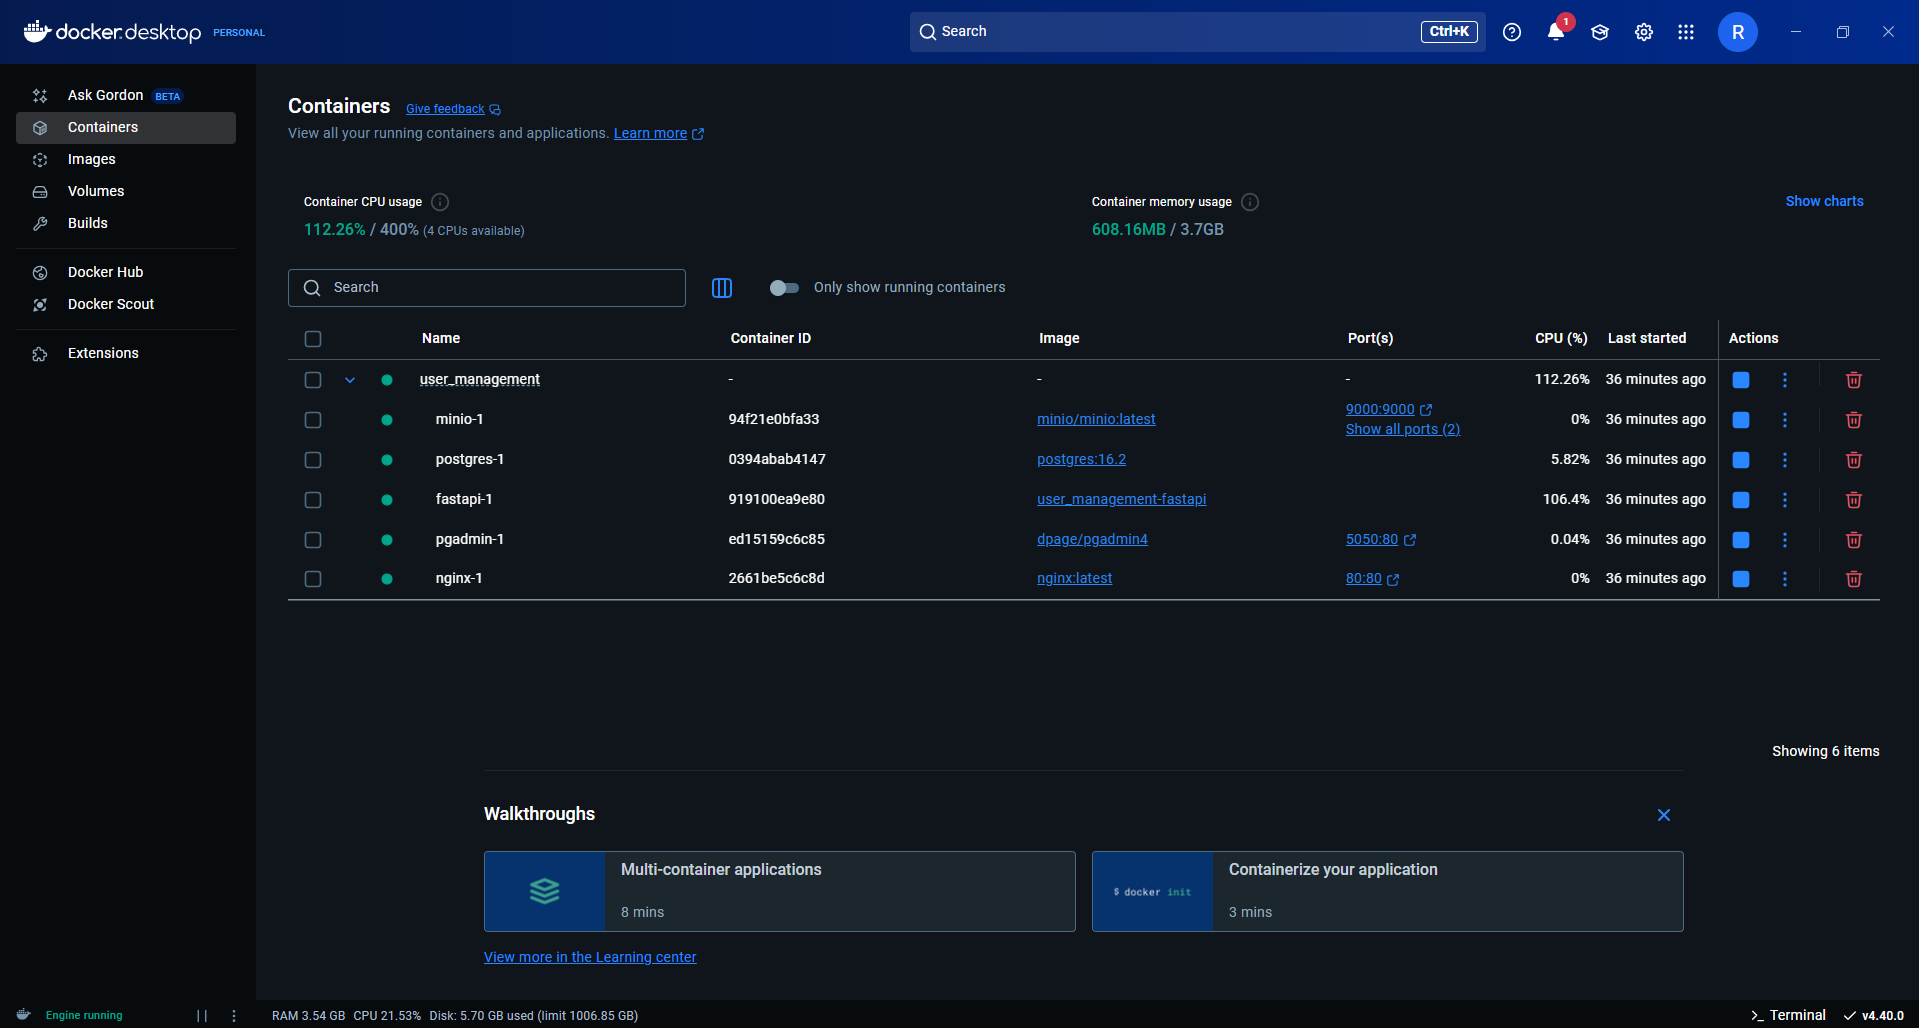 docker.desktop PERSONAL
Search Ctrl+K
1
R
Ask Gordon BETA
Containers
Images
Volumes
Builds
Docker Hub
Docker Scout
Extensions
Containers Give feedback
View all your running containers and applications. Learn more
Container CPU usage
112.26% / 400% (4 CPUs available)
Container memory usage
608.16MB / 3.7GB
Show charts
Search
Only show running containers
Name Container ID Image Port(s) CPU (%) Last started Actions
user_management - - - 112.26% 36 minutes ago
minio-1 94f21e0bfa33 minio/minio:latest 9000:9000 0% 36 minutes ago
Show all ports (2)
postgres-1 0394abab4147 postgres:16.2 5.82% 36 minutes ago
fastapi-1 919100ea9e80 user_management-fastapi 106.4% 36 minutes ago
pgadmin-1 ed15159c6c85 dpage/pgadmin4 5050:80 0.04% 36 minutes ago
nginx-1 2661be5c6c8d nginx:latest 80:80 0% 36 minutes ago
Showing 6 items
Walkthroughs
Multi-container applications
8 mins
$ docker init
Containerize your application
3 mins
View more in the Learning center
Engine running
RAM 3.54 GB CPU 21.53% Disk: 5.70 GB used (limit 1006.85 GB)
Terminal
v4.40.0